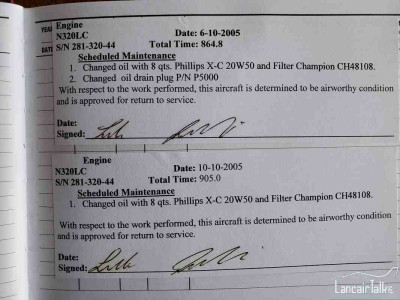 YEA
DATE
Engine
N320LC Date: 6-10-2005
S/N 281-320-44 Total Time: 864.8
Scheduled Maintenance
1. Changed oil with 8 qts. Phillips X-C 20W50 and Filter Champion CH48108.
2. Changed oil drain plug P/N P5000
With respect to the work performed, this aircraft is determined to be airworthy condition
and is approved for return to service.
Date:
Signed:
Engine
N320LC Date: 10-10-2005
S/N 281-320-44 Total Time: 905.0
Scheduled Maintenance
1. Changed oil with 8 qts. Phillips X-C 20W50 and Filter Champion CH48108.
With respect to the work performed, this aircraft is determined to be airworthy condition
and is approved for return to service.
Date:
Signed:
LancairTalk